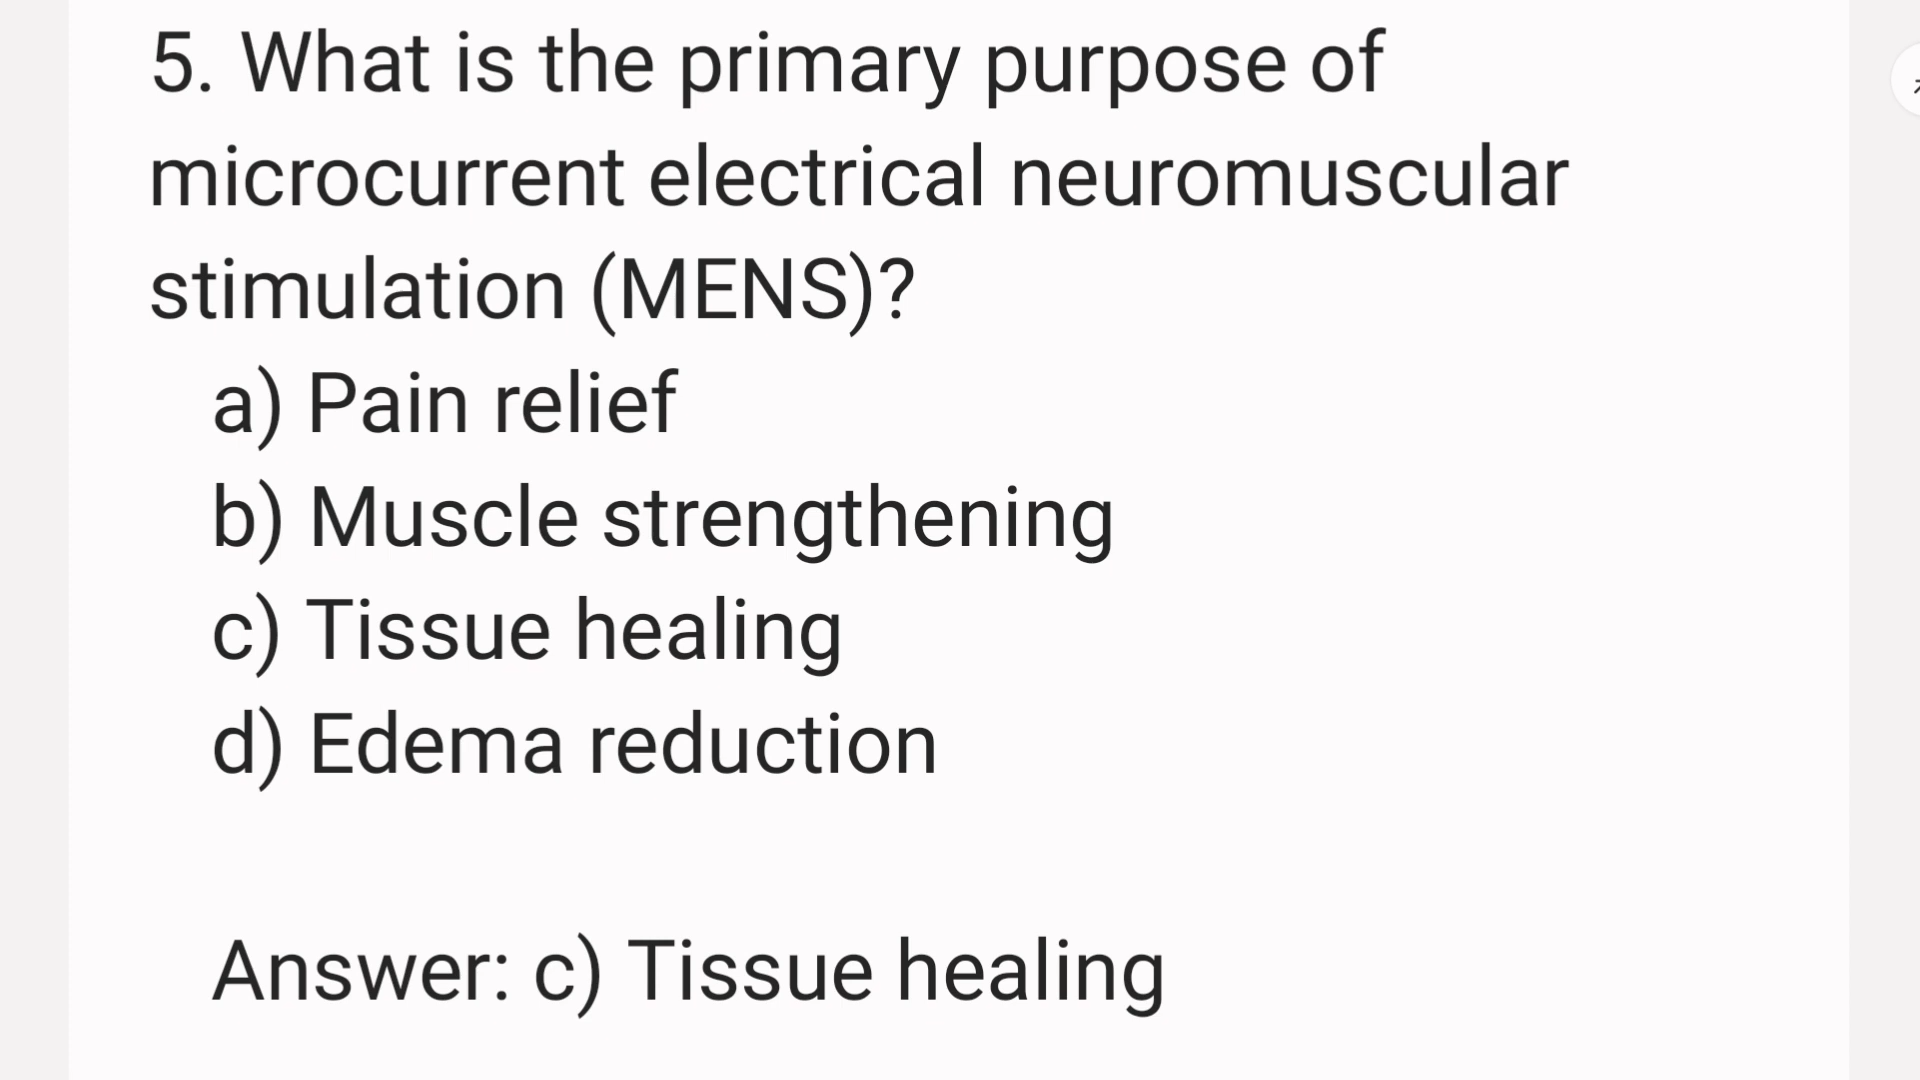 5. What is the primary purpose of
microcurrent electrical neuromuscular
stimulation (MENS)?
a) Pain relief
b) Muscle strengthening
c) Tissue healing
d) Edema reduction
Answer: c) Tissue healing